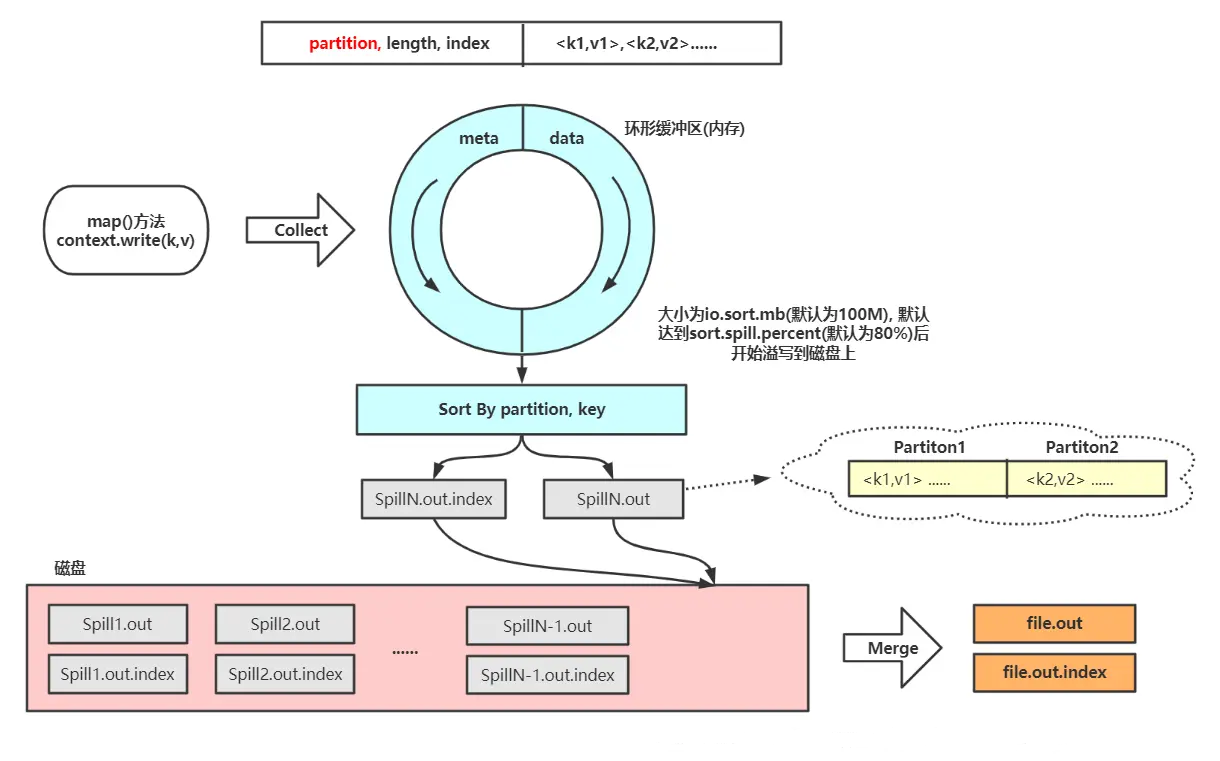 partition, length, index
<k1,v1>,<k2,v2>......
meta
data
环形缓冲区(内存)
map()方法
context.write(k,v)
Collect
大小为io.sort.mb(默认为100M), 默认
达到sort.spill.percent(默认为80%)后
开始溢写到磁盘上
Sort By partition, key
SpillN.out.index
SpillN.out
Partiton1
Partiton2
<k1,v1> ......
<k2,v2> ......
磁盘
Spill1.out
Spill2.out
......
SpillN-1.out
Spill1.out.index
Spill2.out.index
SpillN-1.out.index
Merge
file.out
file.out.index